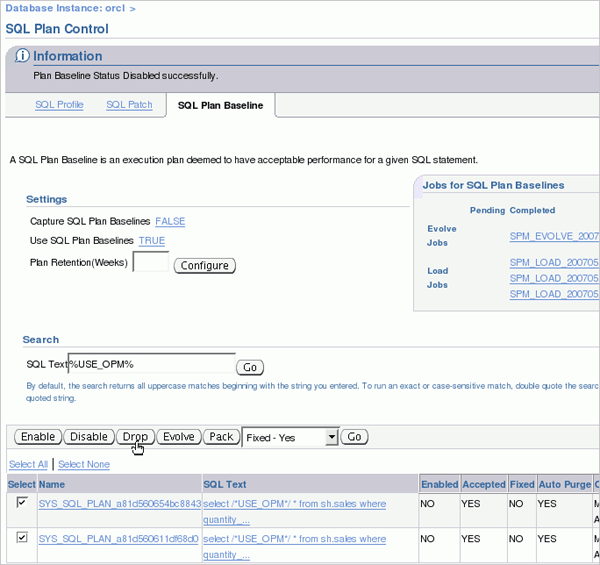 Database Instance: orcl >
SQL Plan Control
Information
Plan Baseline Status Disabled successfully.
SQL Profile SQL Patch SQL Plan Baseline
A SQL Plan Baseline is an execution plan deemed to have acceptable performance for a given SQL statement.
Settings
Capture SQL Plan Baselines FALSE
Use SQL Plan Baselines TRUE
Plan Retention(Weeks) Configure
Jobs for SQL Plan Baselines
Pending Completed
Evolve Jobs SPM_EVOLVE_2007
Load Jobs SPM_LOAD_200705
SPM_LOAD_200705
SPM_LOAD_200705
Search
SQL Text %USE_OPM% Go
By default, the search returns all uppercase matches beginning with the string you entered. To run an exact or case-sensitive match, double quote the searc
quoted string.
Enable Disable Drop Evolve Pack Fixed - Yes Go
Select All | Select None
Select Name SQL Text Enabled Accepted Fixed Auto Purge C
SYS_SQL_PLAN_a81d560654bc8843 select /*USE_OPM*/ * from sh.sales where NO YES NO YES M
quantity_... A
SYS_SQL_PLAN_a81d560611df68d0 select /*USE_OPM*/ * from sh.sales where NO YES NO YES M
quantity_... A